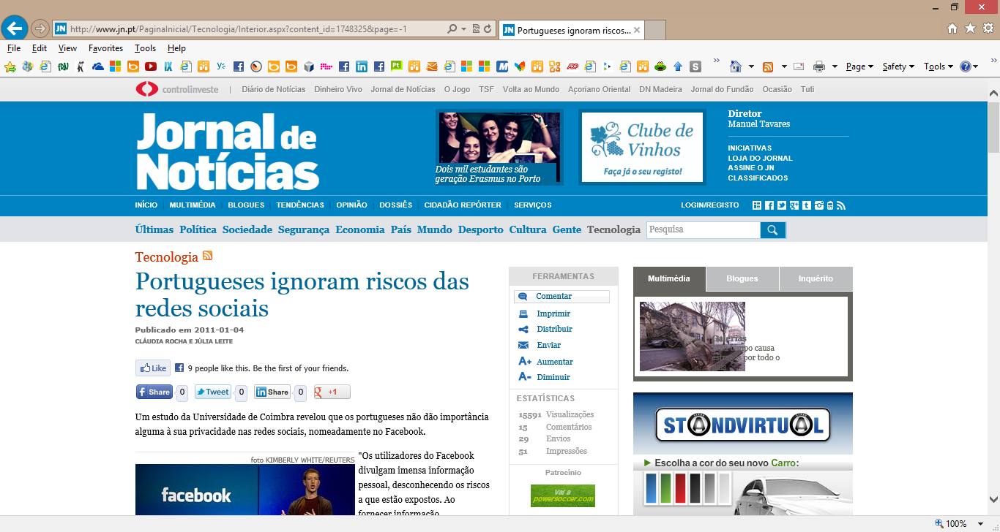 http://www.jn.pt/PaginaInicial/Tecnologia/Interior.aspx?content_id=1748325&page=-1
JN Portugueses ignoram riscos...
File Edit View Favorites Tools Help
Page Safety Tools
controlinveste | Diário de Notícias Dinheiro Vivo Jornal de Notícias O Jogo TSF Volta ao Mundo Açoriano Oriental DN Madeira Jornal do Fundão Ocasião Tuti
Jornal de
Notícias
Dois mil estudantes são
geração Erasmus no Porto
Clube de
Vinhos
Faça já o seu registo!
Diretor
Manuel Tavares
INICIATIVAS
LOJA DO JORNAL
ASSINE O JN
CLASSIFICADOS
INÍCIO MULTIMÉDIA BLOGUES TENDÊNCIAS OPINIÃO DOSSIÊS CIDADÃO REPÓRTER SERVIÇOS LOGIN/REGISTO
Últimas Política Sociedade Segurança Economia País Mundo Desporto Cultura Gente Tecnologia Pesquisa
Tecnologia
Portugueses ignoram riscos das
redes sociais
Publicado em 2011-01-04
CLÁUDIA ROCHA E JÚLIA LEITE
Like 9 people like this. Be the first of your friends.
Share 0 Tweet 0 Share 0 +1
Um estudo da Universidade de Coimbra revelou que os portugueses não dão importância
alguma à sua privacidade nas redes sociais, nomeadamente no Facebook.
foto KIMBERLY WHITE/REUTERS
facebook
"Os utilizadores do Facebook
divulgam imensa informação
pessoal, desconhecendo os riscos
a que estão expostos. Ao
fornecer informação
FERRAMENTAS
Comentar
Imprimir
Distribuir
Enviar
A+ Aumentar
A- Diminuir
ESTATÍSTICAS
15591 Visualizações
15 Comentários
29 Envios
51 Impressões
Patrocínio
Vai a
powersoccer.com
Multimédia Blogues Inquérito
Galerias
tempo causa
por todo o
STANDVIRTUAL
Escolha a cor do seu novo Carro:
100%